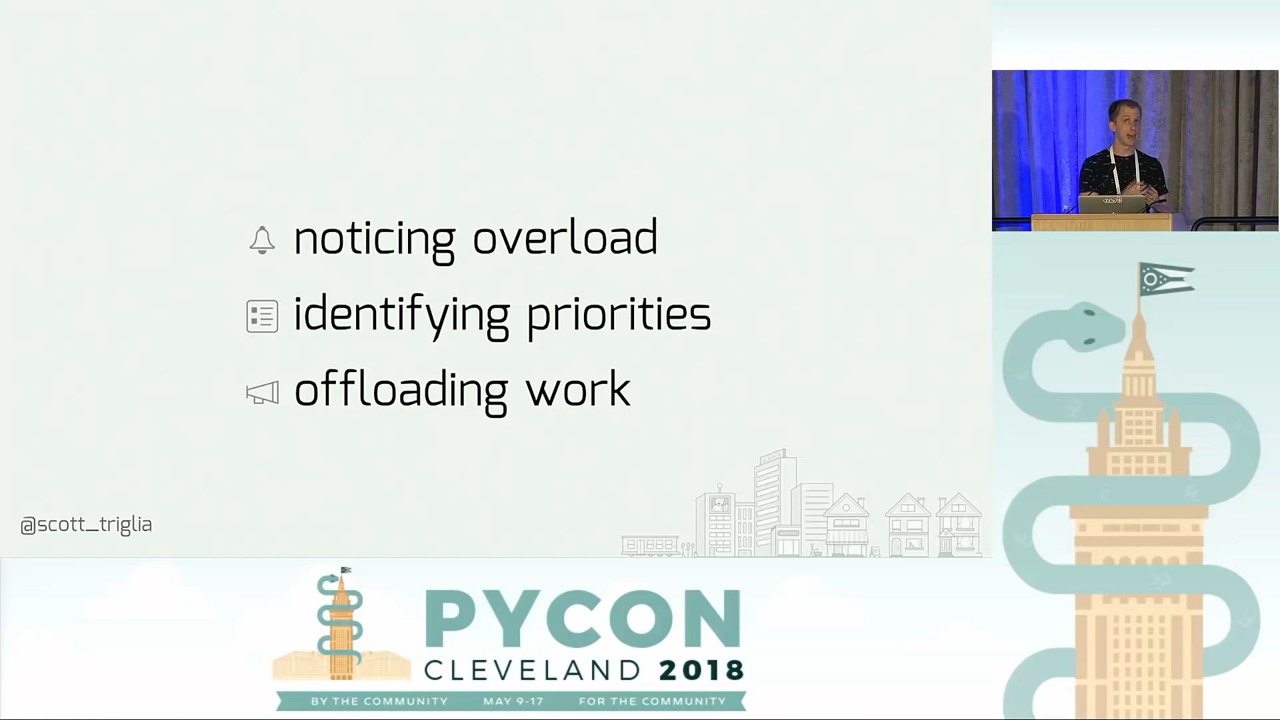 noticing overload
identifying priorities
offloading work
@scott_triglia
PYCON
CLEVELAND 2018
BY THE COMMUNITY MAY 9-17 FOR THE COMMUNITY